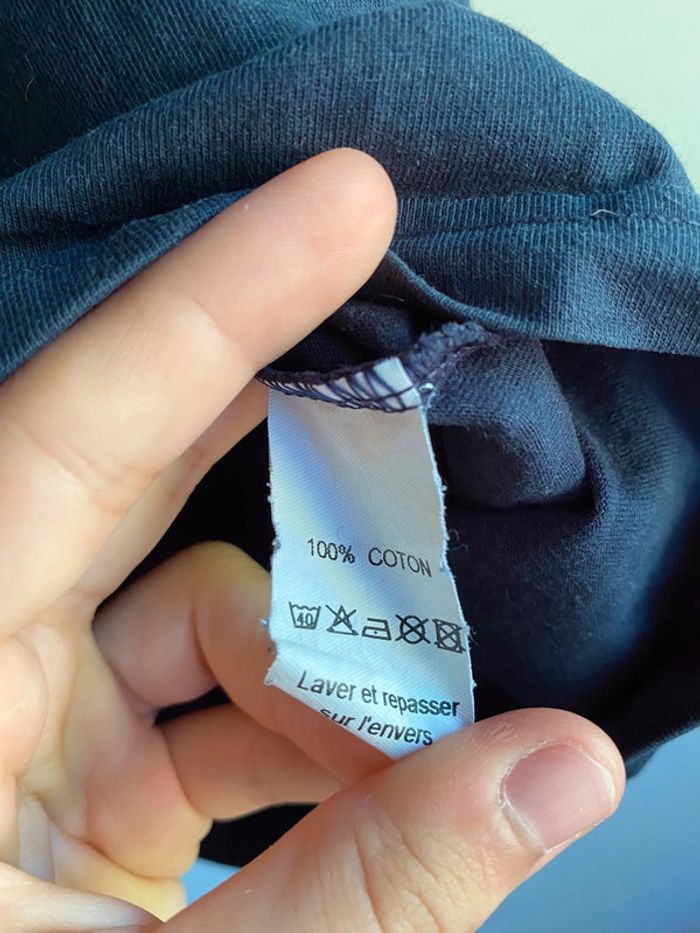 100% COTON
40
Laver et repasser
sur l'envers